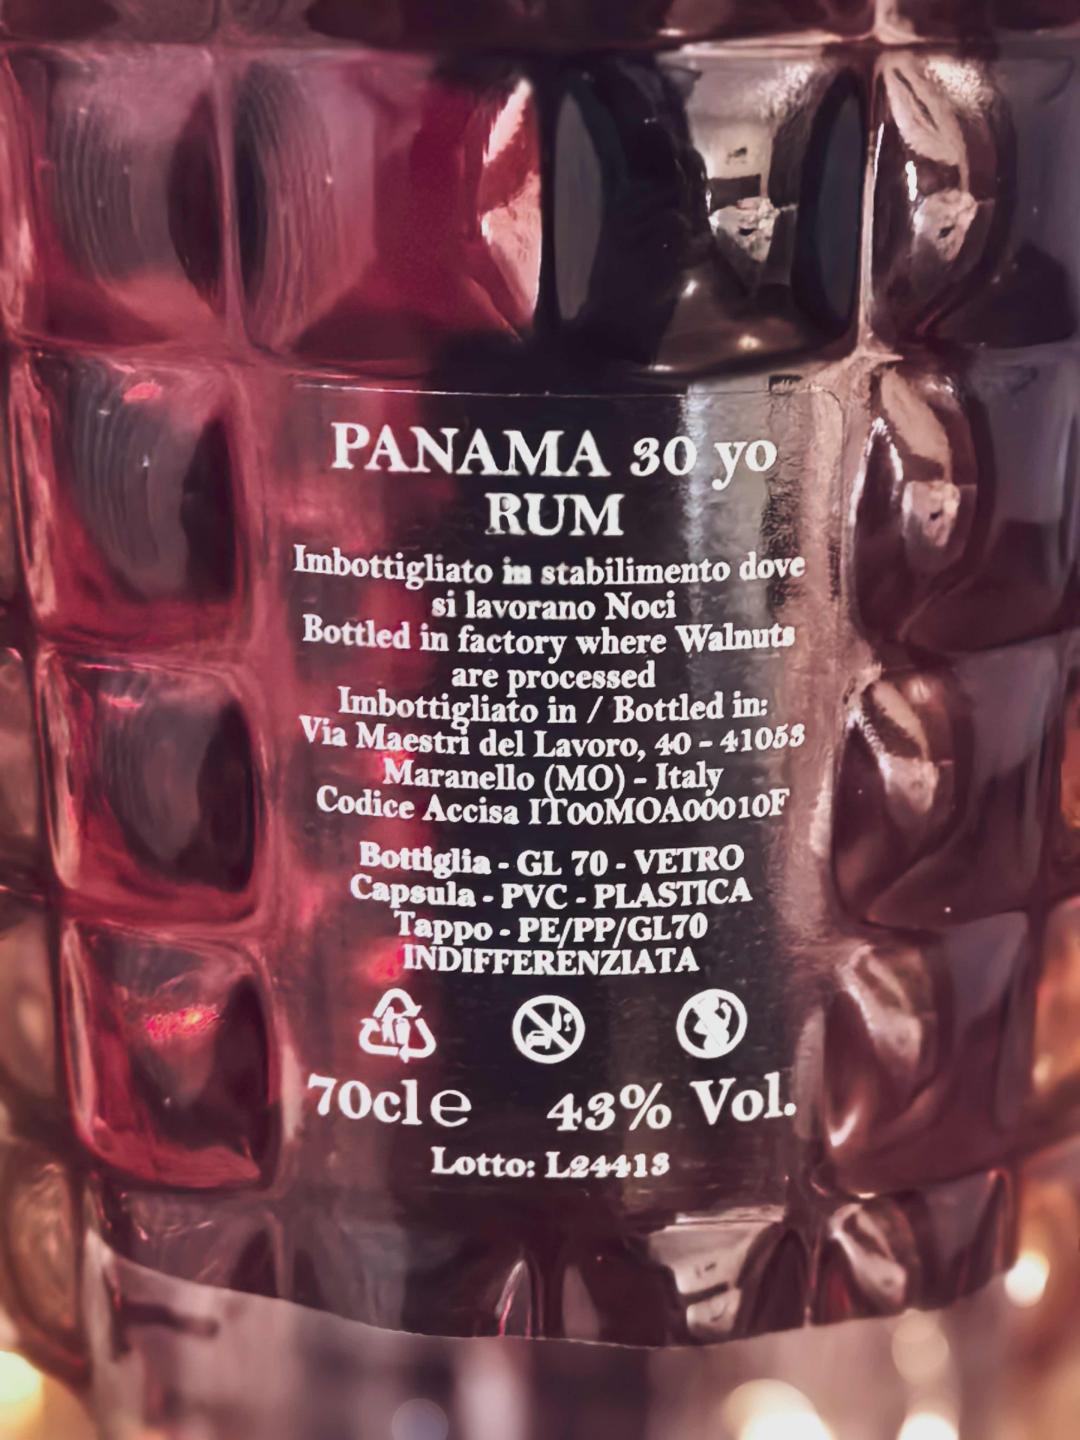 PANAMA 30 yo
RUM
Imbottigliato in stabilimento dove
si lavorano Noci
Bottled in factory where Walnuts
are processed
Imbottigliato in / Bottled in:
Via Maestri del Lavoro, 40 - 41053
Maranello (MO) - Italy
Codice Accisa IT00MOA00010F
Bottiglia - GL 70 - VETRO
Capsula - PVC - PLASTICA
Tappo - PE/PP/GL70
INDIFFERENZIATA
70cl e 43% Vol.
Lotto: L24413